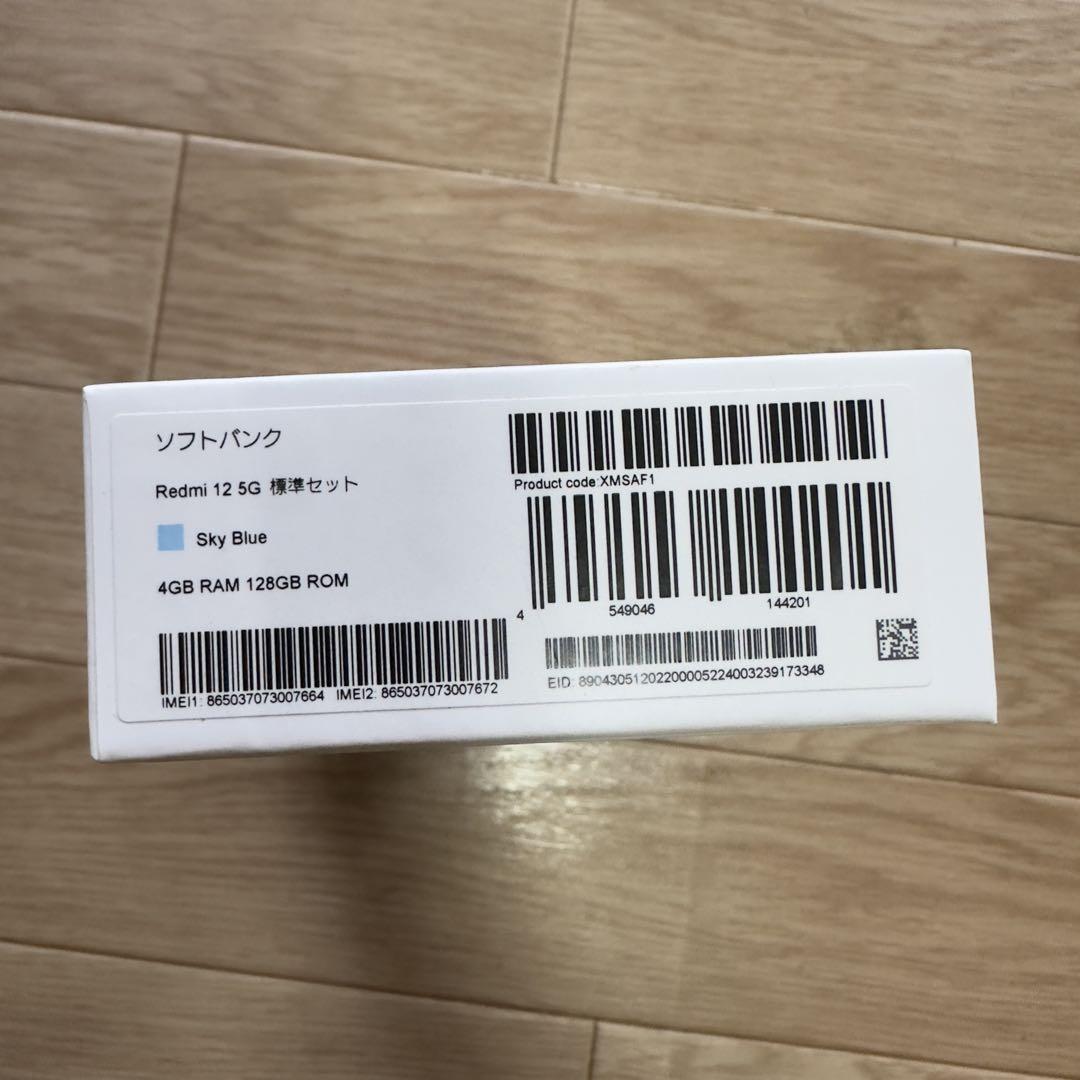 ソフトバンク
Redmi 12 5G 標準セット
Sky Blue
4GB RAM 128GB ROM
IMEI1: 865037073007664 IMEI2: 865037073007672
Product code:XMSAF1
4 549046 144201
EID: 89043051202200005224003239173348